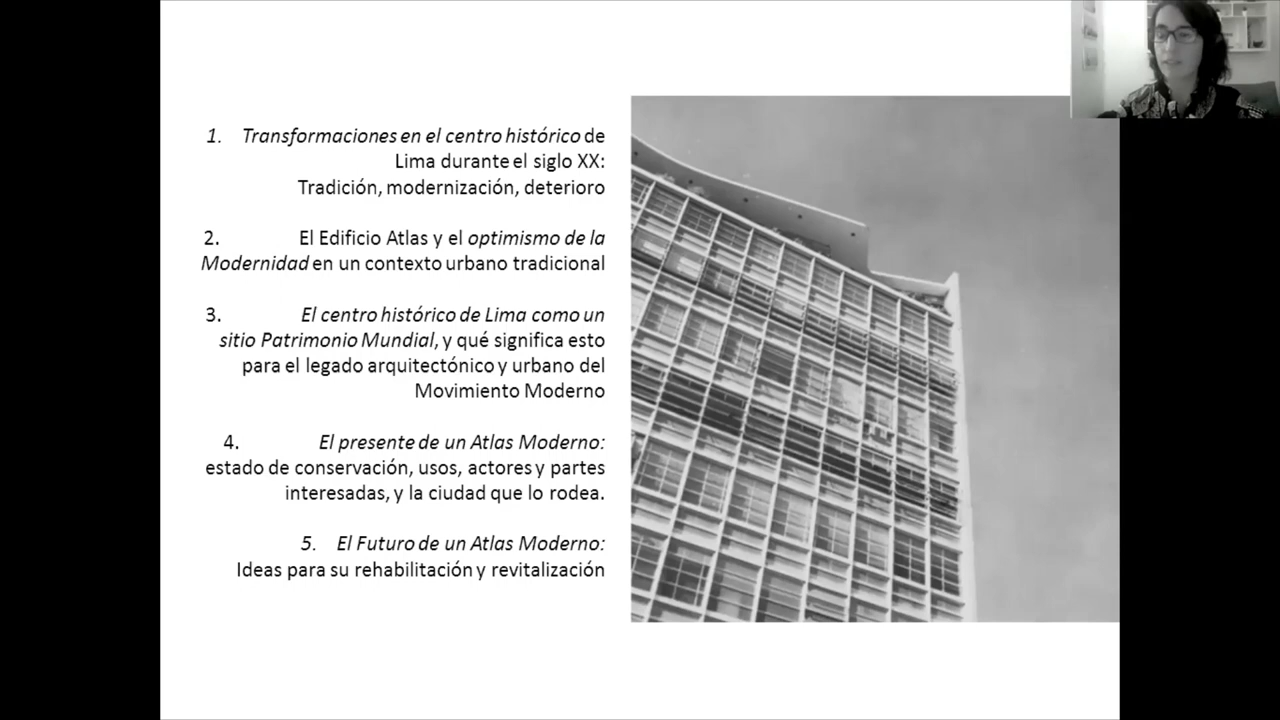 1. Transformaciones en el centro histórico de
Lima durante el siglo XX:
Tradición, modernización, deterioro
2. El Edificio Atlas y el optimismo de la
Modernidad en un contexto urbano tradicional
3. El centro histórico de Lima como un
sitio Patrimonio Mundial, y qué significa esto
para el legado arquitectónico y urbano del
Movimiento Moderno
4. El presente de un Atlas Moderno:
estado de conservación, usos, actores y partes
interesadas, y la ciudad que lo rodea.
5. El Futuro de un Atlas Moderno:
Ideas para su rehabilitación y revitalización